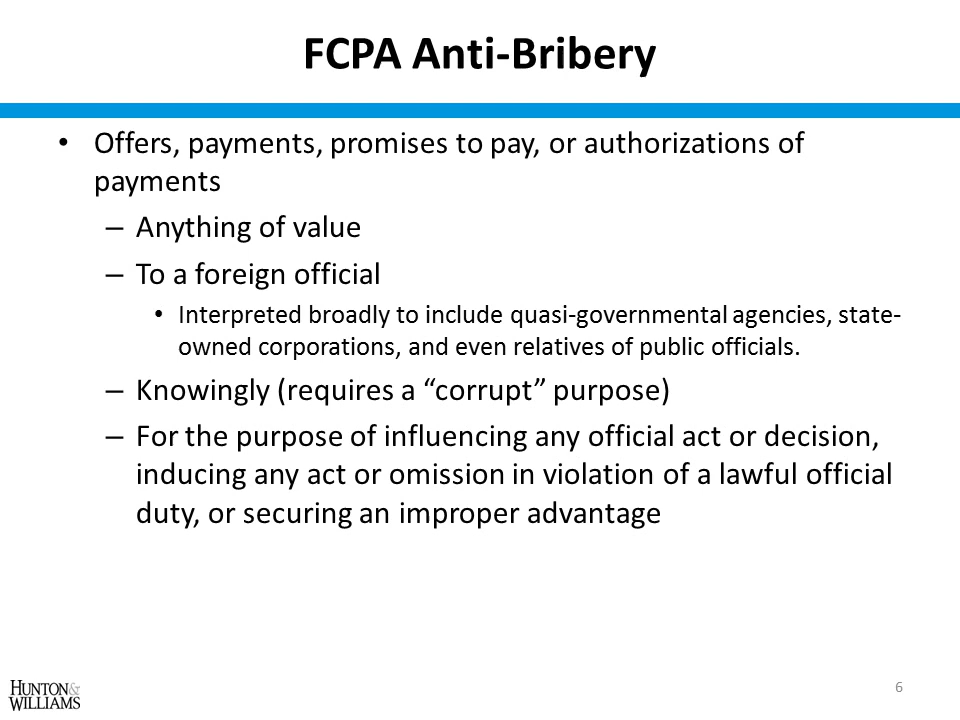 FCPA Anti-Bribery
• Offers, payments, promises to pay, or authorizations of
payments
– Anything of value
– To a foreign official
• Interpreted broadly to include quasi-governmental agencies, state-
owned corporations, and even relatives of public officials.
– Knowingly (requires a “corrupt” purpose)
– For the purpose of influencing any official act or decision,
inducing any act or omission in violation of a lawful official
duty, or securing an improper advantage
HUNTON&
WILLIAMS
6